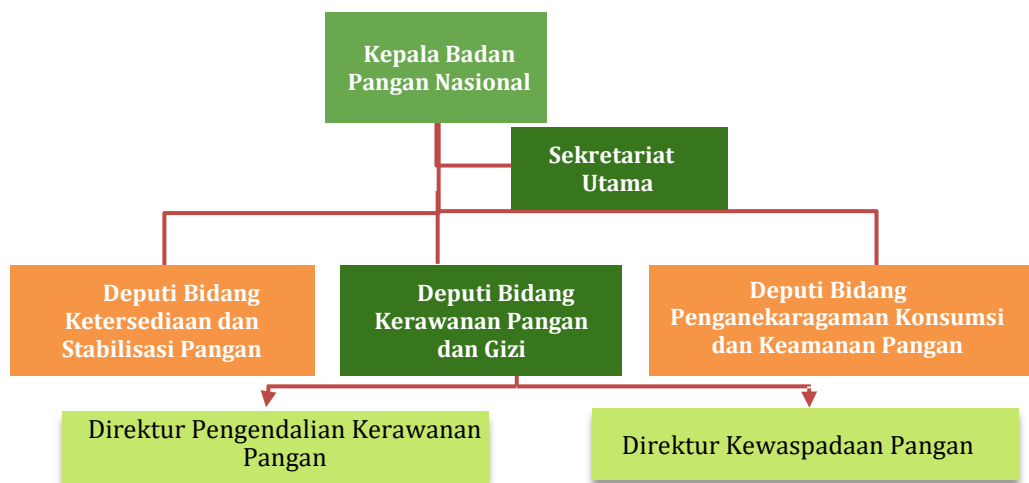 Kepala Badan
Pangan Nasional
Sekretariat
Utama
Deputi Bidang
Ketersediaan dan
Stabilisasi Pangan
Deputi Bidang
Kerawanan Pangan
dan Gizi
Deputi Bidang
Penganekaragaman Konsumsi
dan Keamanan Pangan
Direktur Pengendalian Kerawanan
Pangan
Direktur Kewaspadaan Pangan